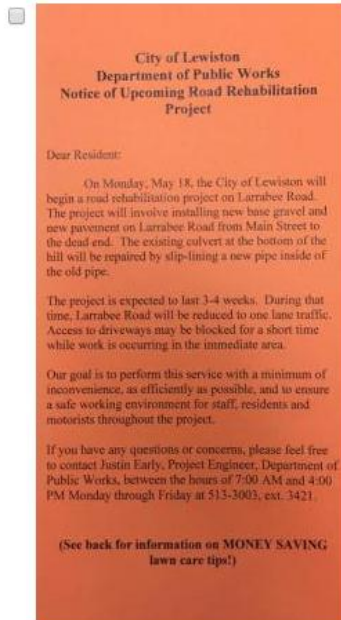 City of Lewiston
Department of Public Works
Notice of Upcoming Road Rehabilitation
Project
Dear Resident:
On Monday, May 18, the City of Lewiston will
begin a road rehabilitation project on Larrabee Road.
The project will involve installing new base gravel and
new pavement on Larrabee Road from Main Street to
the dead end. The existing culvert at the bottom of the
hill will be repaired by slip-lining a new pipe inside of
the old pipe.
The project is expected to last 3-4 weeks. During that
time, Larrabee Road will be reduced to one lane traffic.
Access to driveways may be blocked for a short time
while work is occurring in the immediate area.
Our goal is to perform this service with a minimum of
inconvenience, as efficiently as possible, and to ensure
a safe working environment for staff, residents and
motorists throughout the project.
If you have any questions or concerns, please feel free
to contact Justin Early, Project Engineer, Department of
Public Works, between the hours of 7:00 AM and 4:00
PM Monday through Friday at 513-3003, ext. 3421.
(See back for information on MONEY SAVING
lawn care tips!)